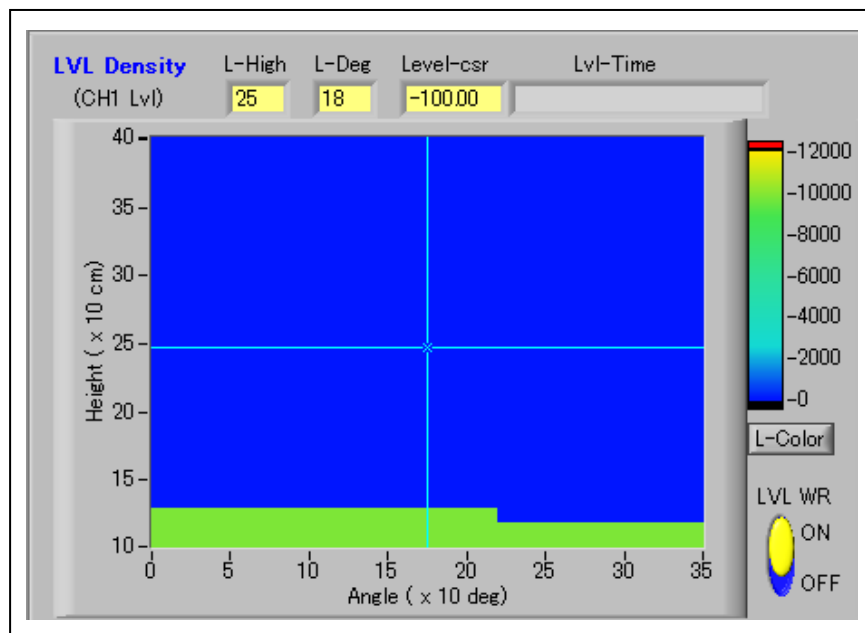 LVL Density L-High L-Deg Level-csr Lvl-Time
(CH1 Lvl) 25 18 -100.00
40
35
30
25
20
15
10
Height ( x 10 cm)
0 5 10 15 20 25 30 35
Angle ( x 10 deg)
12000
10000
8000
6000
4000
2000
0
L-Color
LVL WR
ON
OFF